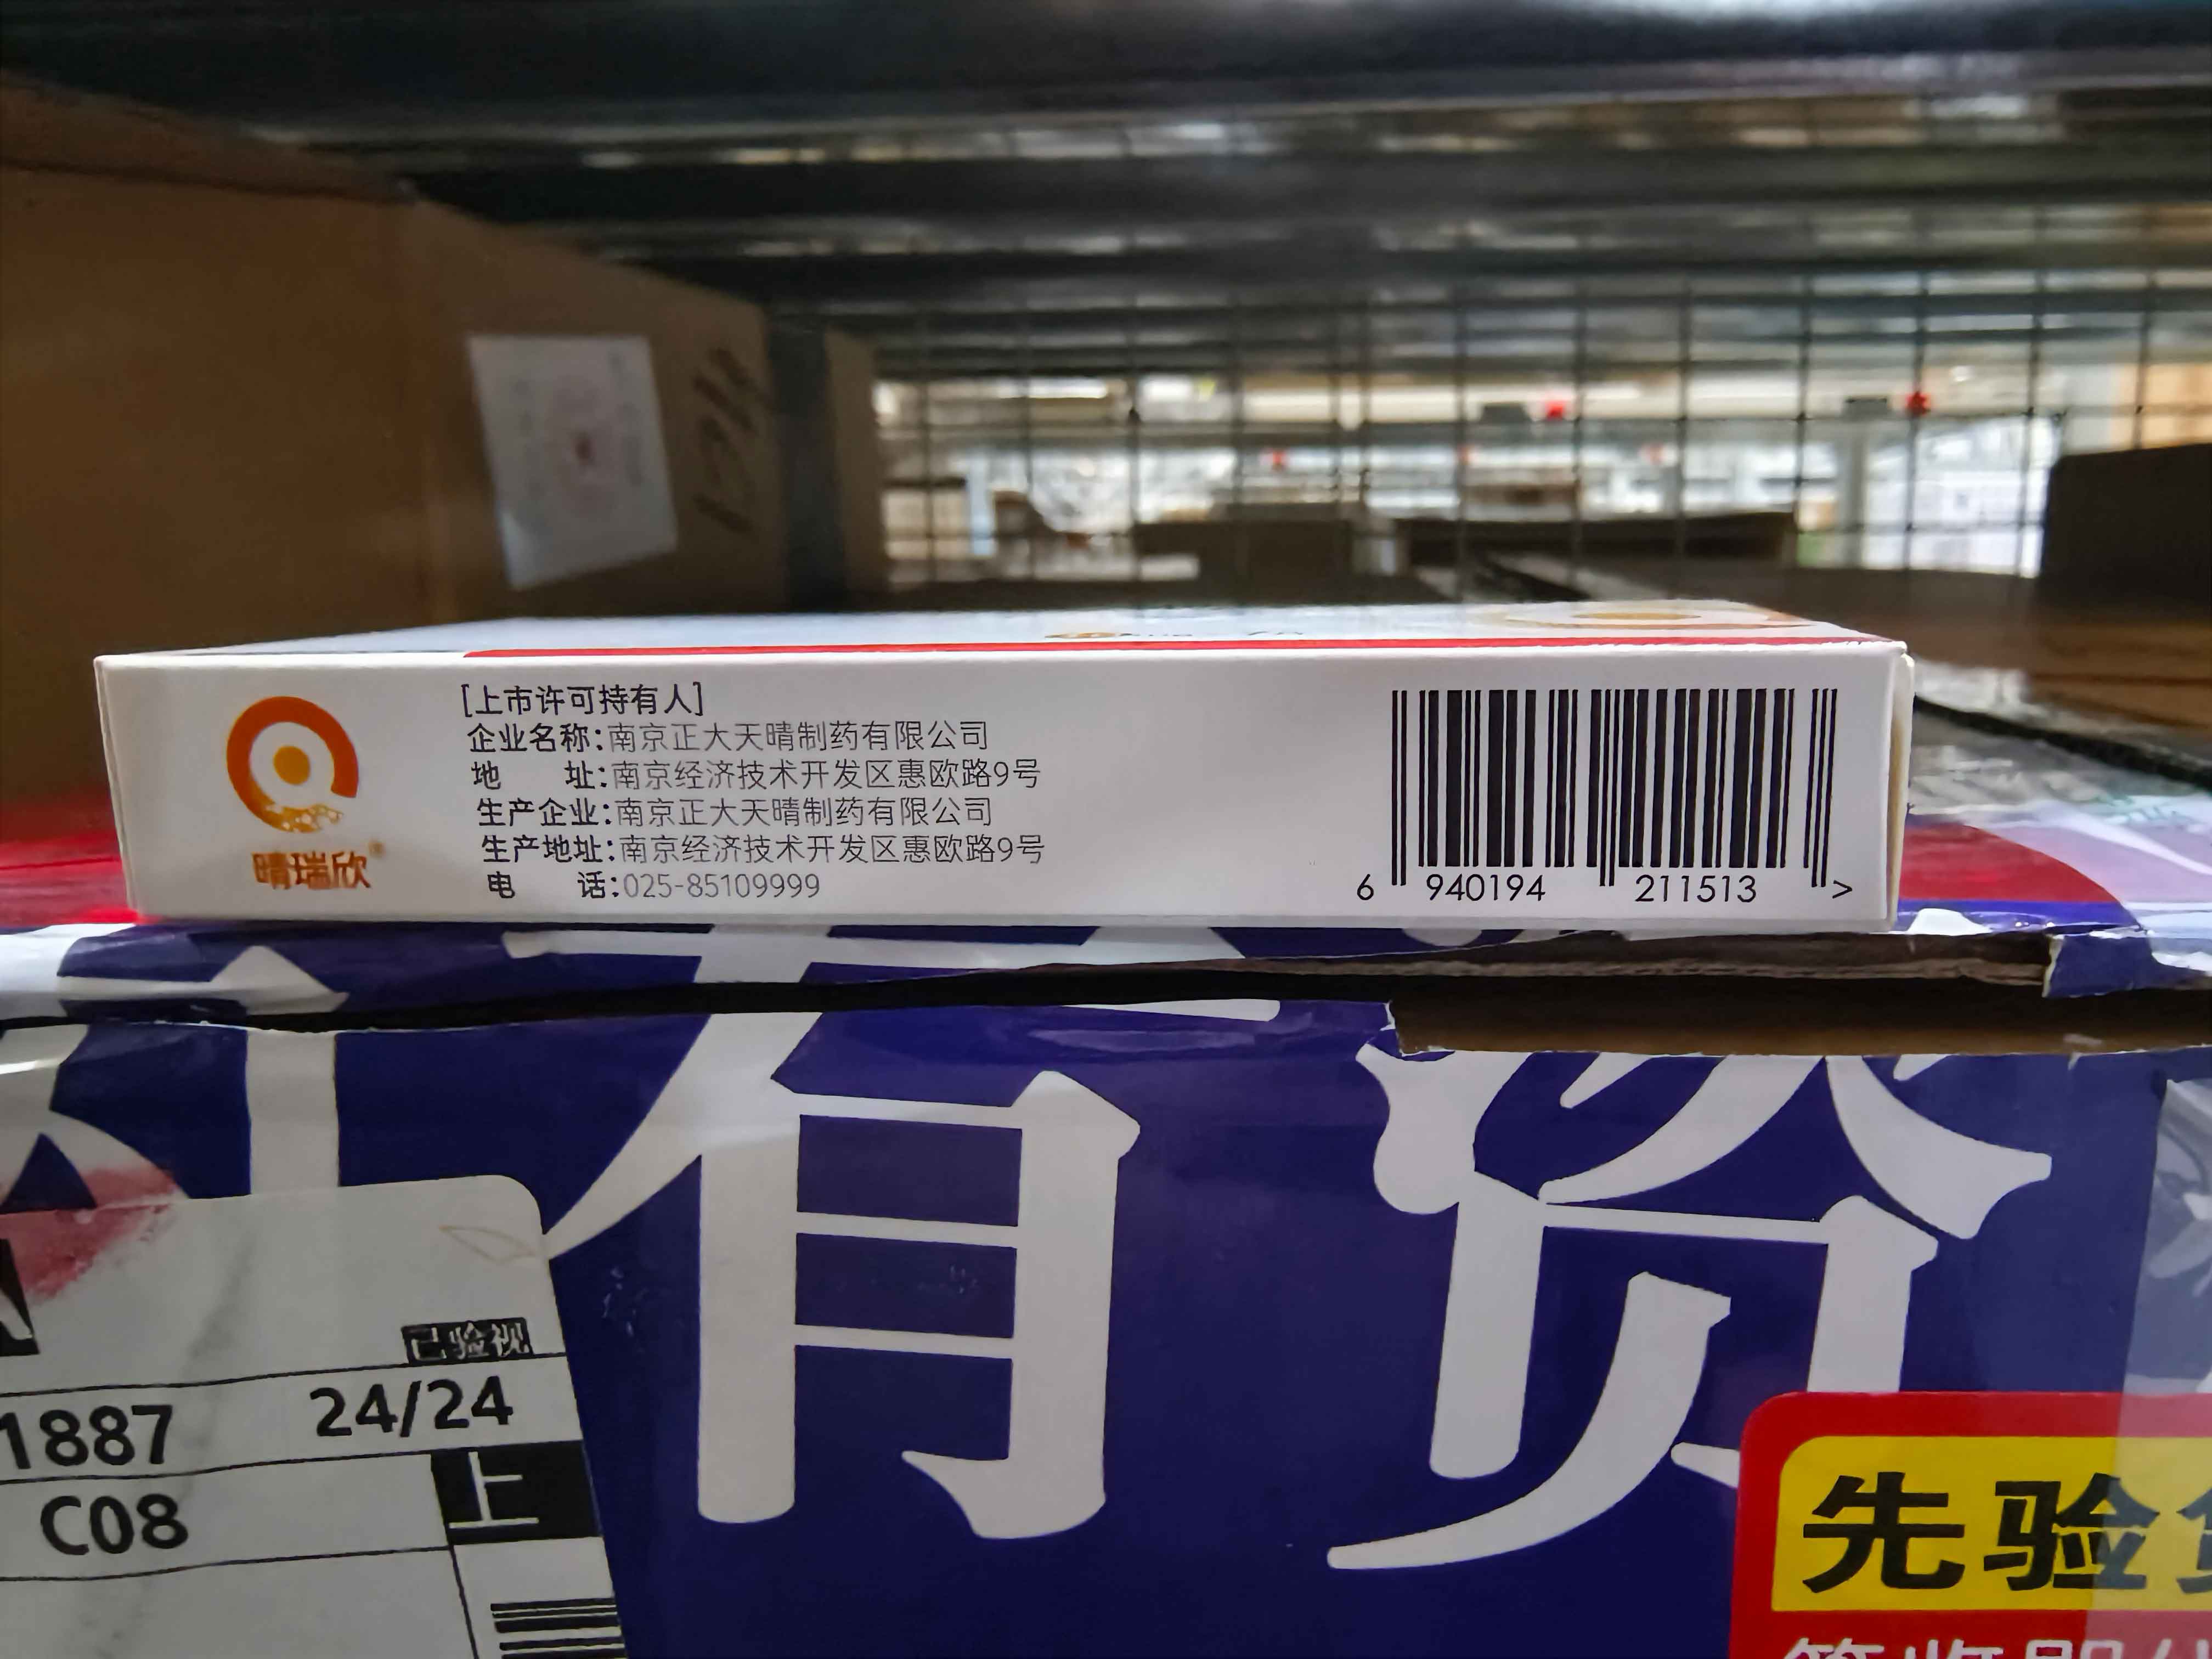 晴瑞欣®
[上市许可持有人]
企业名称:南京正大天晴制药有限公司
地 址:南京经济技术开发区惠欧路9号
生产企业:南京正大天晴制药有限公司
生产地址:南京经济技术开发区惠欧路9号
电 话:025-85109999
6 940194 211513 >
有
已验视
1887 24/24
C08 上
先验